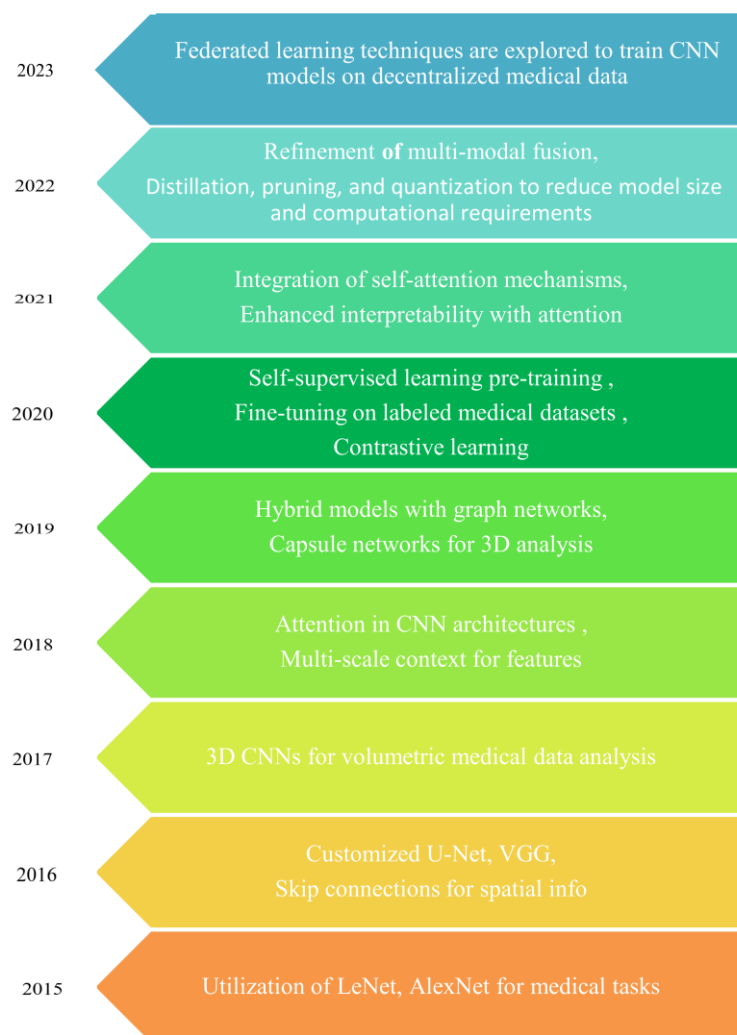 2023
Federated learning techniques are explored to train CNN
models on decentralized medical data
2022
Refinement of multi-modal fusion,
Distillation, pruning, and quantization to reduce model size
and computational requirements
2021
Integration of self-attention mechanisms,
Enhanced interpretability with attention
2020
Self-supervised learning pre-training ,
Fine-tuning on labeled medical datasets ,
Contrastive learning
2019
Hybrid models with graph networks,
Capsule networks for 3D analysis
2018
Attention in CNN architectures ,
Multi-scale context for features
2017
3D CNNs for volumetric medical data analysis
2016
Customized U-Net, VGG,
Skip connections for spatial info
2015
Utilization of LeNet, AlexNet for medical tasks